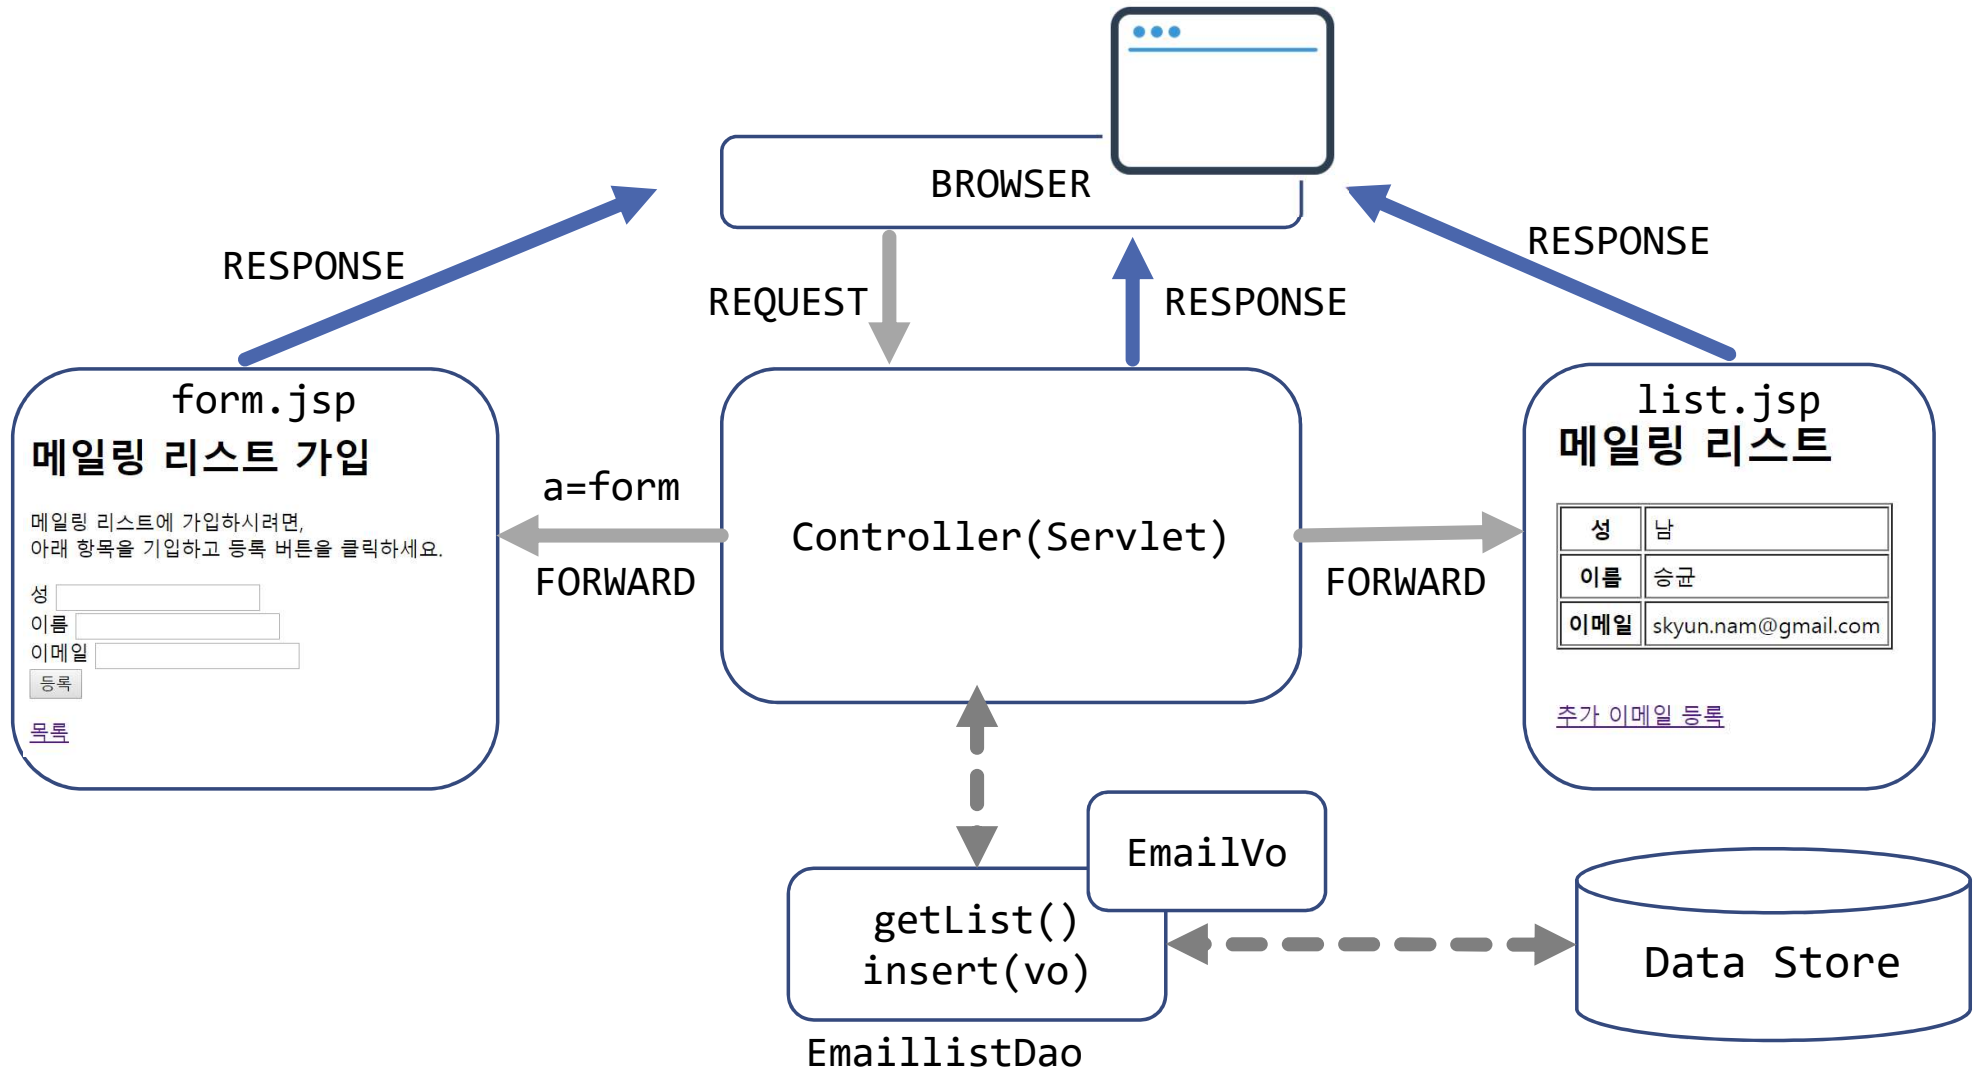 BROWSER
RESPONSE
REQUEST
RESPONSE
RESPONSE
form.jsp
메일링 리스트 가입
메일링 리스트에 가입하시려면,
아래 항목을 기입하고 등록 버튼을 클릭하세요.
성
이름
이메일
등록
목록
a=form
FORWARD
Controller(Servlet)
FORWARD
list.jsp
메일링 리스트
성 남
이름 승균
이메일 skyun.nam@gmail.com
추가 이메일 등록
EmailVo
getList()
insert(vo)
EmaillistDao
Data Store